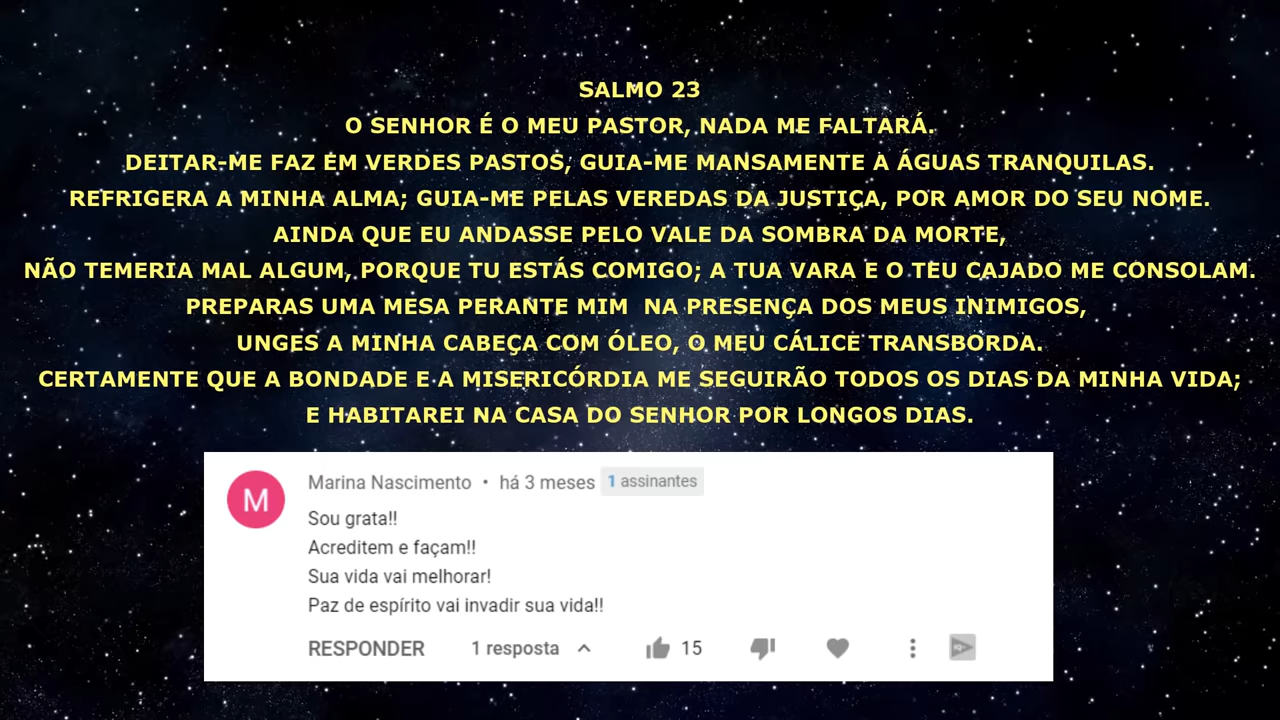 SALMO 23
O SENHOR É O MEU PASTOR, NADA ME FALTARÁ.
DEITAR-ME FAZ EM VERDES PASTOS, GUIA-ME MANSAMENTE À ÁGUAS TRANQUILAS.
REFRIGERA A MINHA ALMA; GUIA-ME PELAS VEREDAS DA JUSTIÇA, POR AMOR DO SEU NOME.
AINDA QUE EU ANDASSE PELO VALE DA SOMBRA DA MORTE,
NÃO TEMERIA MAL ALGUM, PORQUE TU ESTÁS COMIGO; A TUA VARA E O TEU CAJADO ME CONSOLAM.
PREPARAS UMA MESA PERANTE MIM  NA PRESENÇA DOS MEUS INIMIGOS,
UNGES A MINHA CABEÇA COM ÓLEO, O MEU CÁLICE TRANSBORDA.
CERTAMENTE QUE A BONDADE E A MISERICÓRDIA ME SEGUIRÃO TODOS OS DIAS DA MINHA VIDA;
E HABITAREI NA CASA DO SENHOR POR LONGOS DIAS.
M Marina Nascimento • há 3 meses 1 assinantes
Sou grata!!
Acreditem e façam!!
Sua vida vai melhorar!
Paz de espírito vai invadir sua vida!!
RESPONDER 1 resposta 15